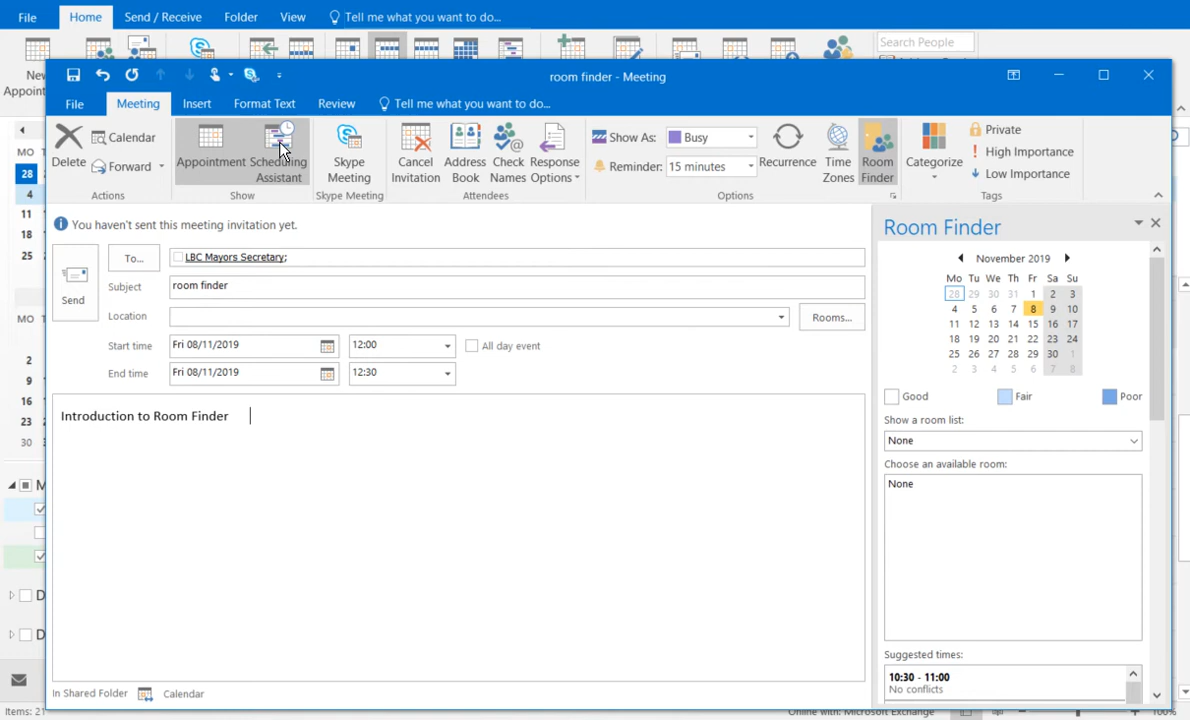 File Home Send / Receive Folder View Tell me what you want to do...
New
Appoint
Search People
room finder - Meeting
File Meeting Insert Format Text Review Tell me what you want to do...
Delete
Calendar
Forward
Actions
Appointment
Scheduling
Assistant
Show
Skype
Meeting
Skype Meeting
Cancel
Invitation
Address
Book
Check
Names
Response
Options
Attendees
Show As: Busy
Reminder: 15 minutes
Recurrence
Time
Zones
Room
Finder
Options
Categorize
Private
High Importance
Low Importance
Tags
You haven't sent this meeting invitation yet.
Send
To... LBC Mayors Secretary;
Subject room finder
Location Rooms...
Start time Fri 08/11/2019 12:00 All day event
End time Fri 08/11/2019 12:30
Introduction to Room Finder
In Shared Folder Calendar
Room Finder
November 2019
Mo Tu We Th Fr Sa Su
28 29 30 31 1 2 3
4 5 6 7 8 9 10
11 12 13 14 15 16 17
18 19 20 21 22 23 24
25 26 27 28 29 30 1
2 3 4 5 6 7 8
Good Fair Poor
Show a room list:
None
Choose an available room:
None
Suggested times:
10:30 - 11:00
No conflicts
MO
28
4
11
18
25
MO
2
9
16
23
30
M
D
D
Items: 21
Online with: Microsoft Exchange
100%